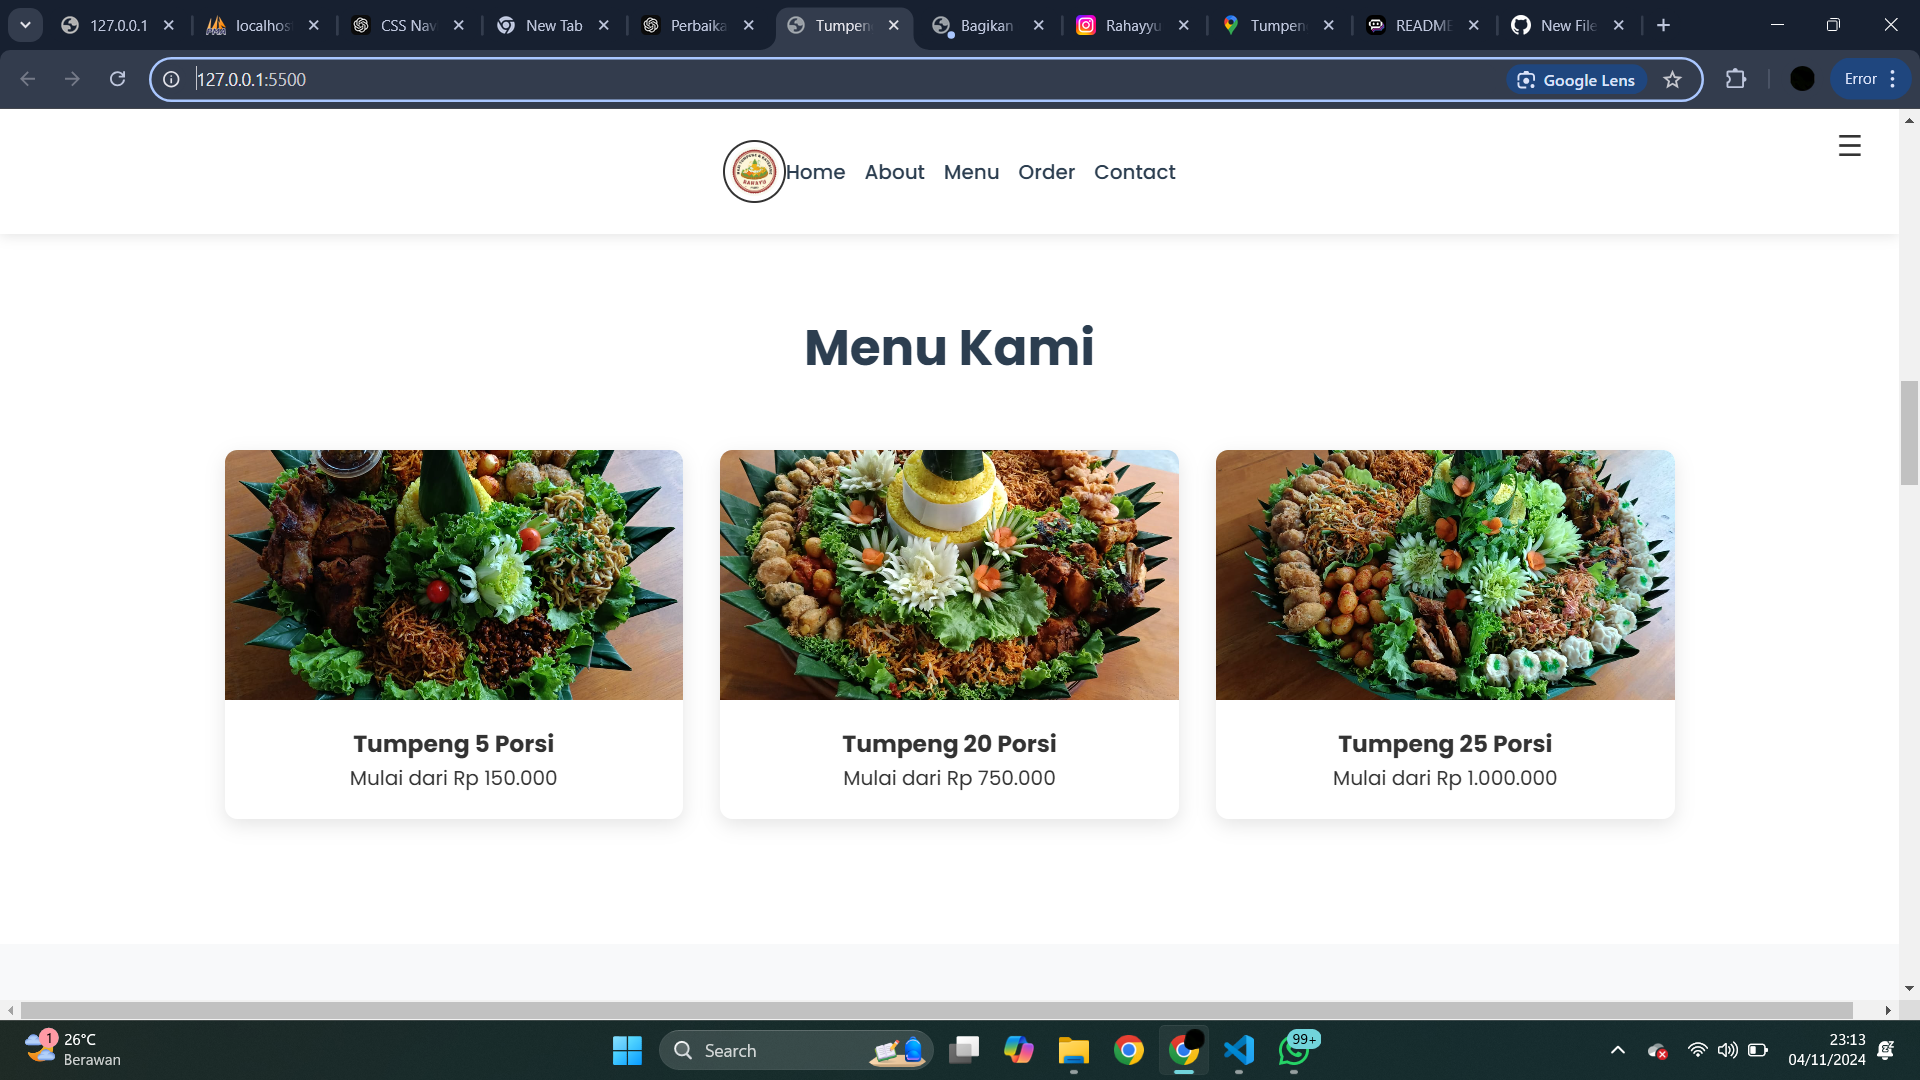 127.0.0.1
localhos
CSS Nav
New Tab
Perbaika
Tumpen
Bagikan
Rahayyu
Tumpen
README
New File
127.0.0.1:5500
Google Lens
Error
RAHAYU
Home About Menu Order Contact
Menu Kami
Tumpeng 5 Porsi
Mulai dari Rp 150.000
Tumpeng 20 Porsi
Mulai dari Rp 750.000
Tumpeng 25 Porsi
Mulai dari Rp 1.000.000
1
26°C
Berawan
Search
99+
23:13
04/11/2024